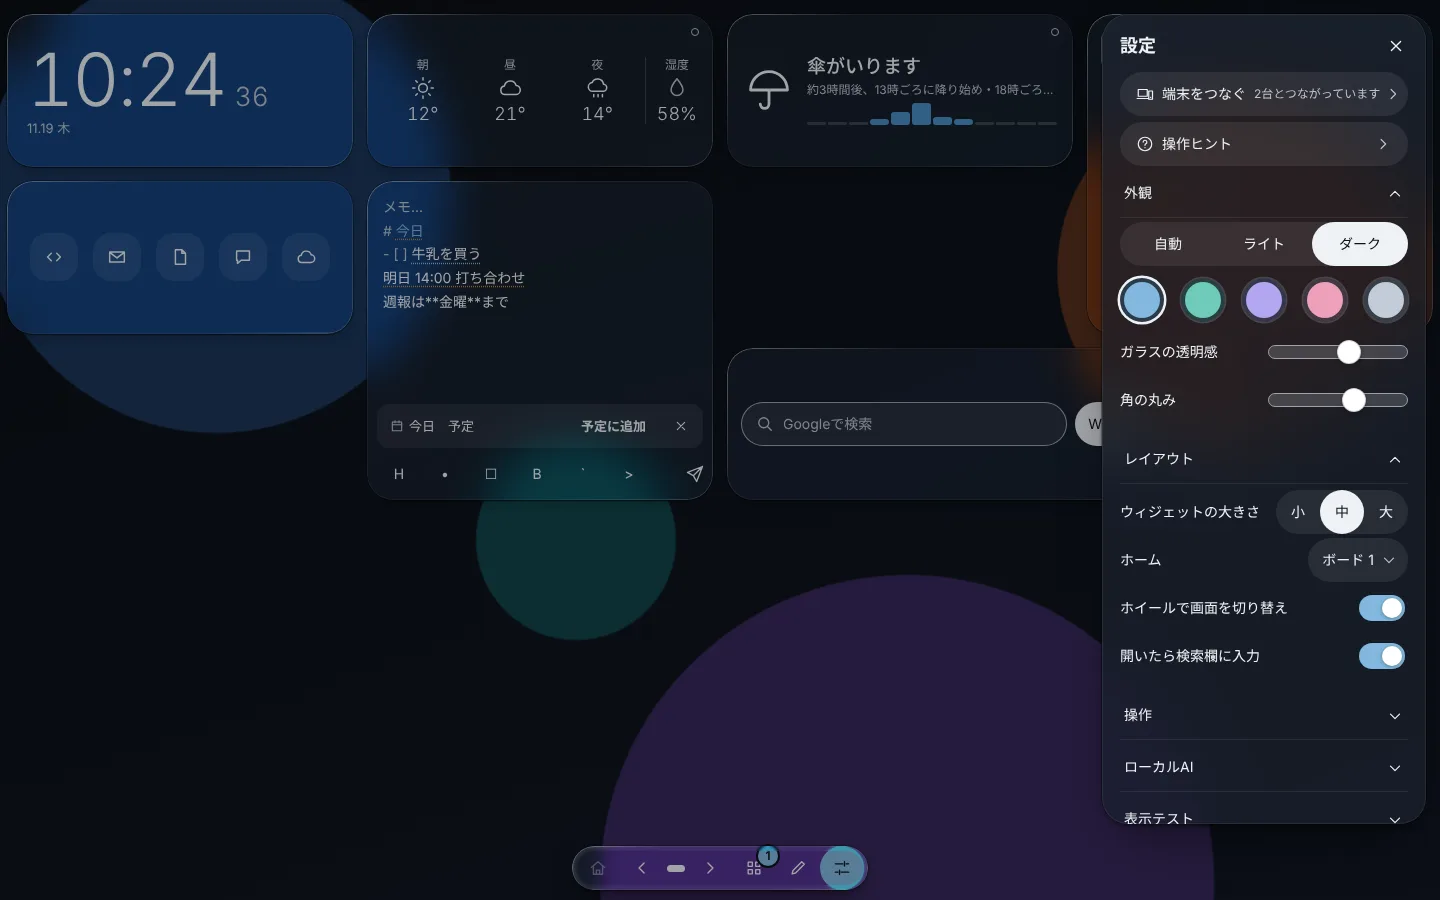 10:24 36
11.19 木
朝 昼 夜 湿度
12° 21° 14° 58%
傘がいります
約3時間後、13時ごろに降り始め・18時ごろ…
メモ...
# 今日
- [ ] 牛乳を買う
明日 14:00 打ち合わせ
週報は**金曜**まで
今日 予定 予定に追加
H • □ B ` >
Googleで検索
W
設定
端末をつなぐ 2台とつながっています
操作ヒント
外観
自動 ライト ダーク
ガラスの透明感
角の丸み
レイアウト
ウィジェットの大きさ 小 中 大
ホーム ボード 1
ホイールで画面を切り替え
開いたら検索欄に入力
操作
ローカルAI
表示テスト
1